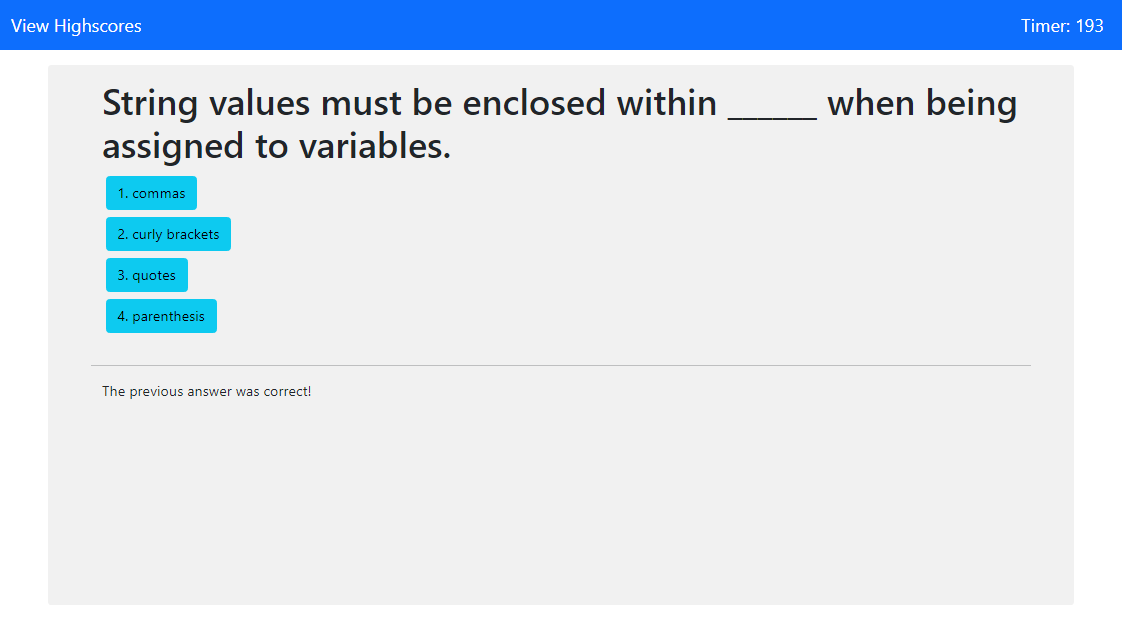 View Highscores
Timer: 193
String values must be enclosed within ______ when being
assigned to variables.
1. commas
2. curly brackets
3. quotes
4. parenthesis
The previous answer was correct!